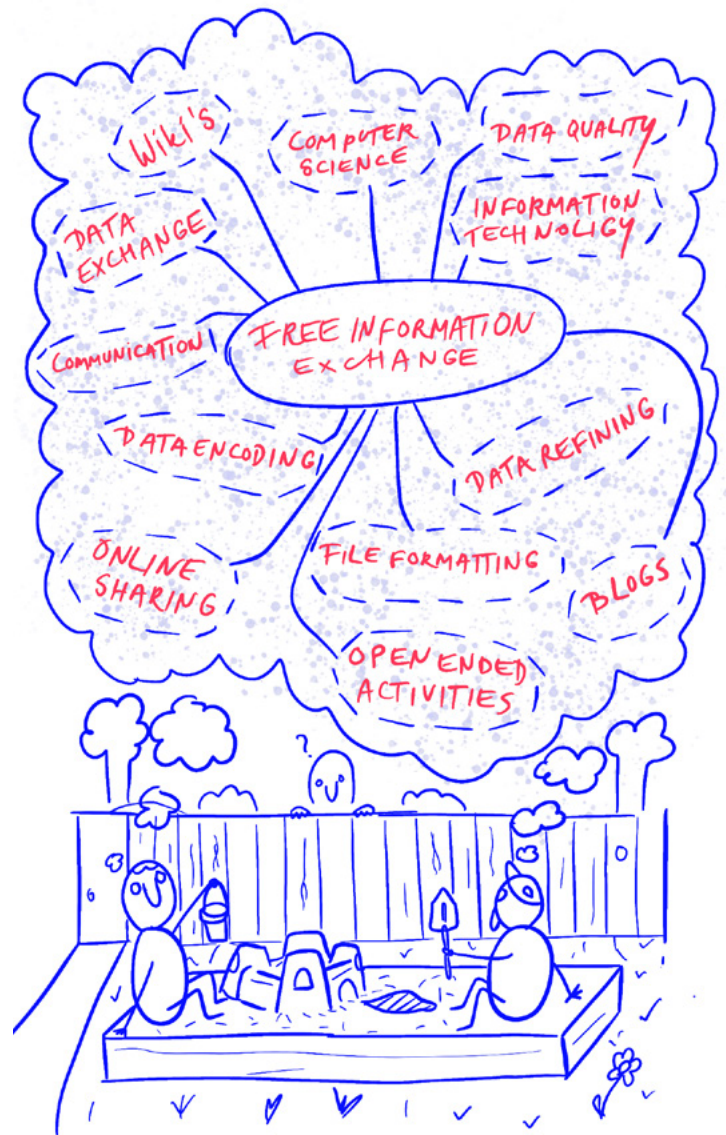 Wiki's
COMPUTER
SCIENCE
DATA QUALITY
DATA
EXCHANGE
INFORMATION
TECHNOLIGY
FREE INFORMATION
EXCHANGE
COMMUNICATION
DATA ENCODING
DATA REFINING
ONLINE
SHARING
FILE FORMATTING
BLOGS
OPEN ENDED
ACTIVITIES
?